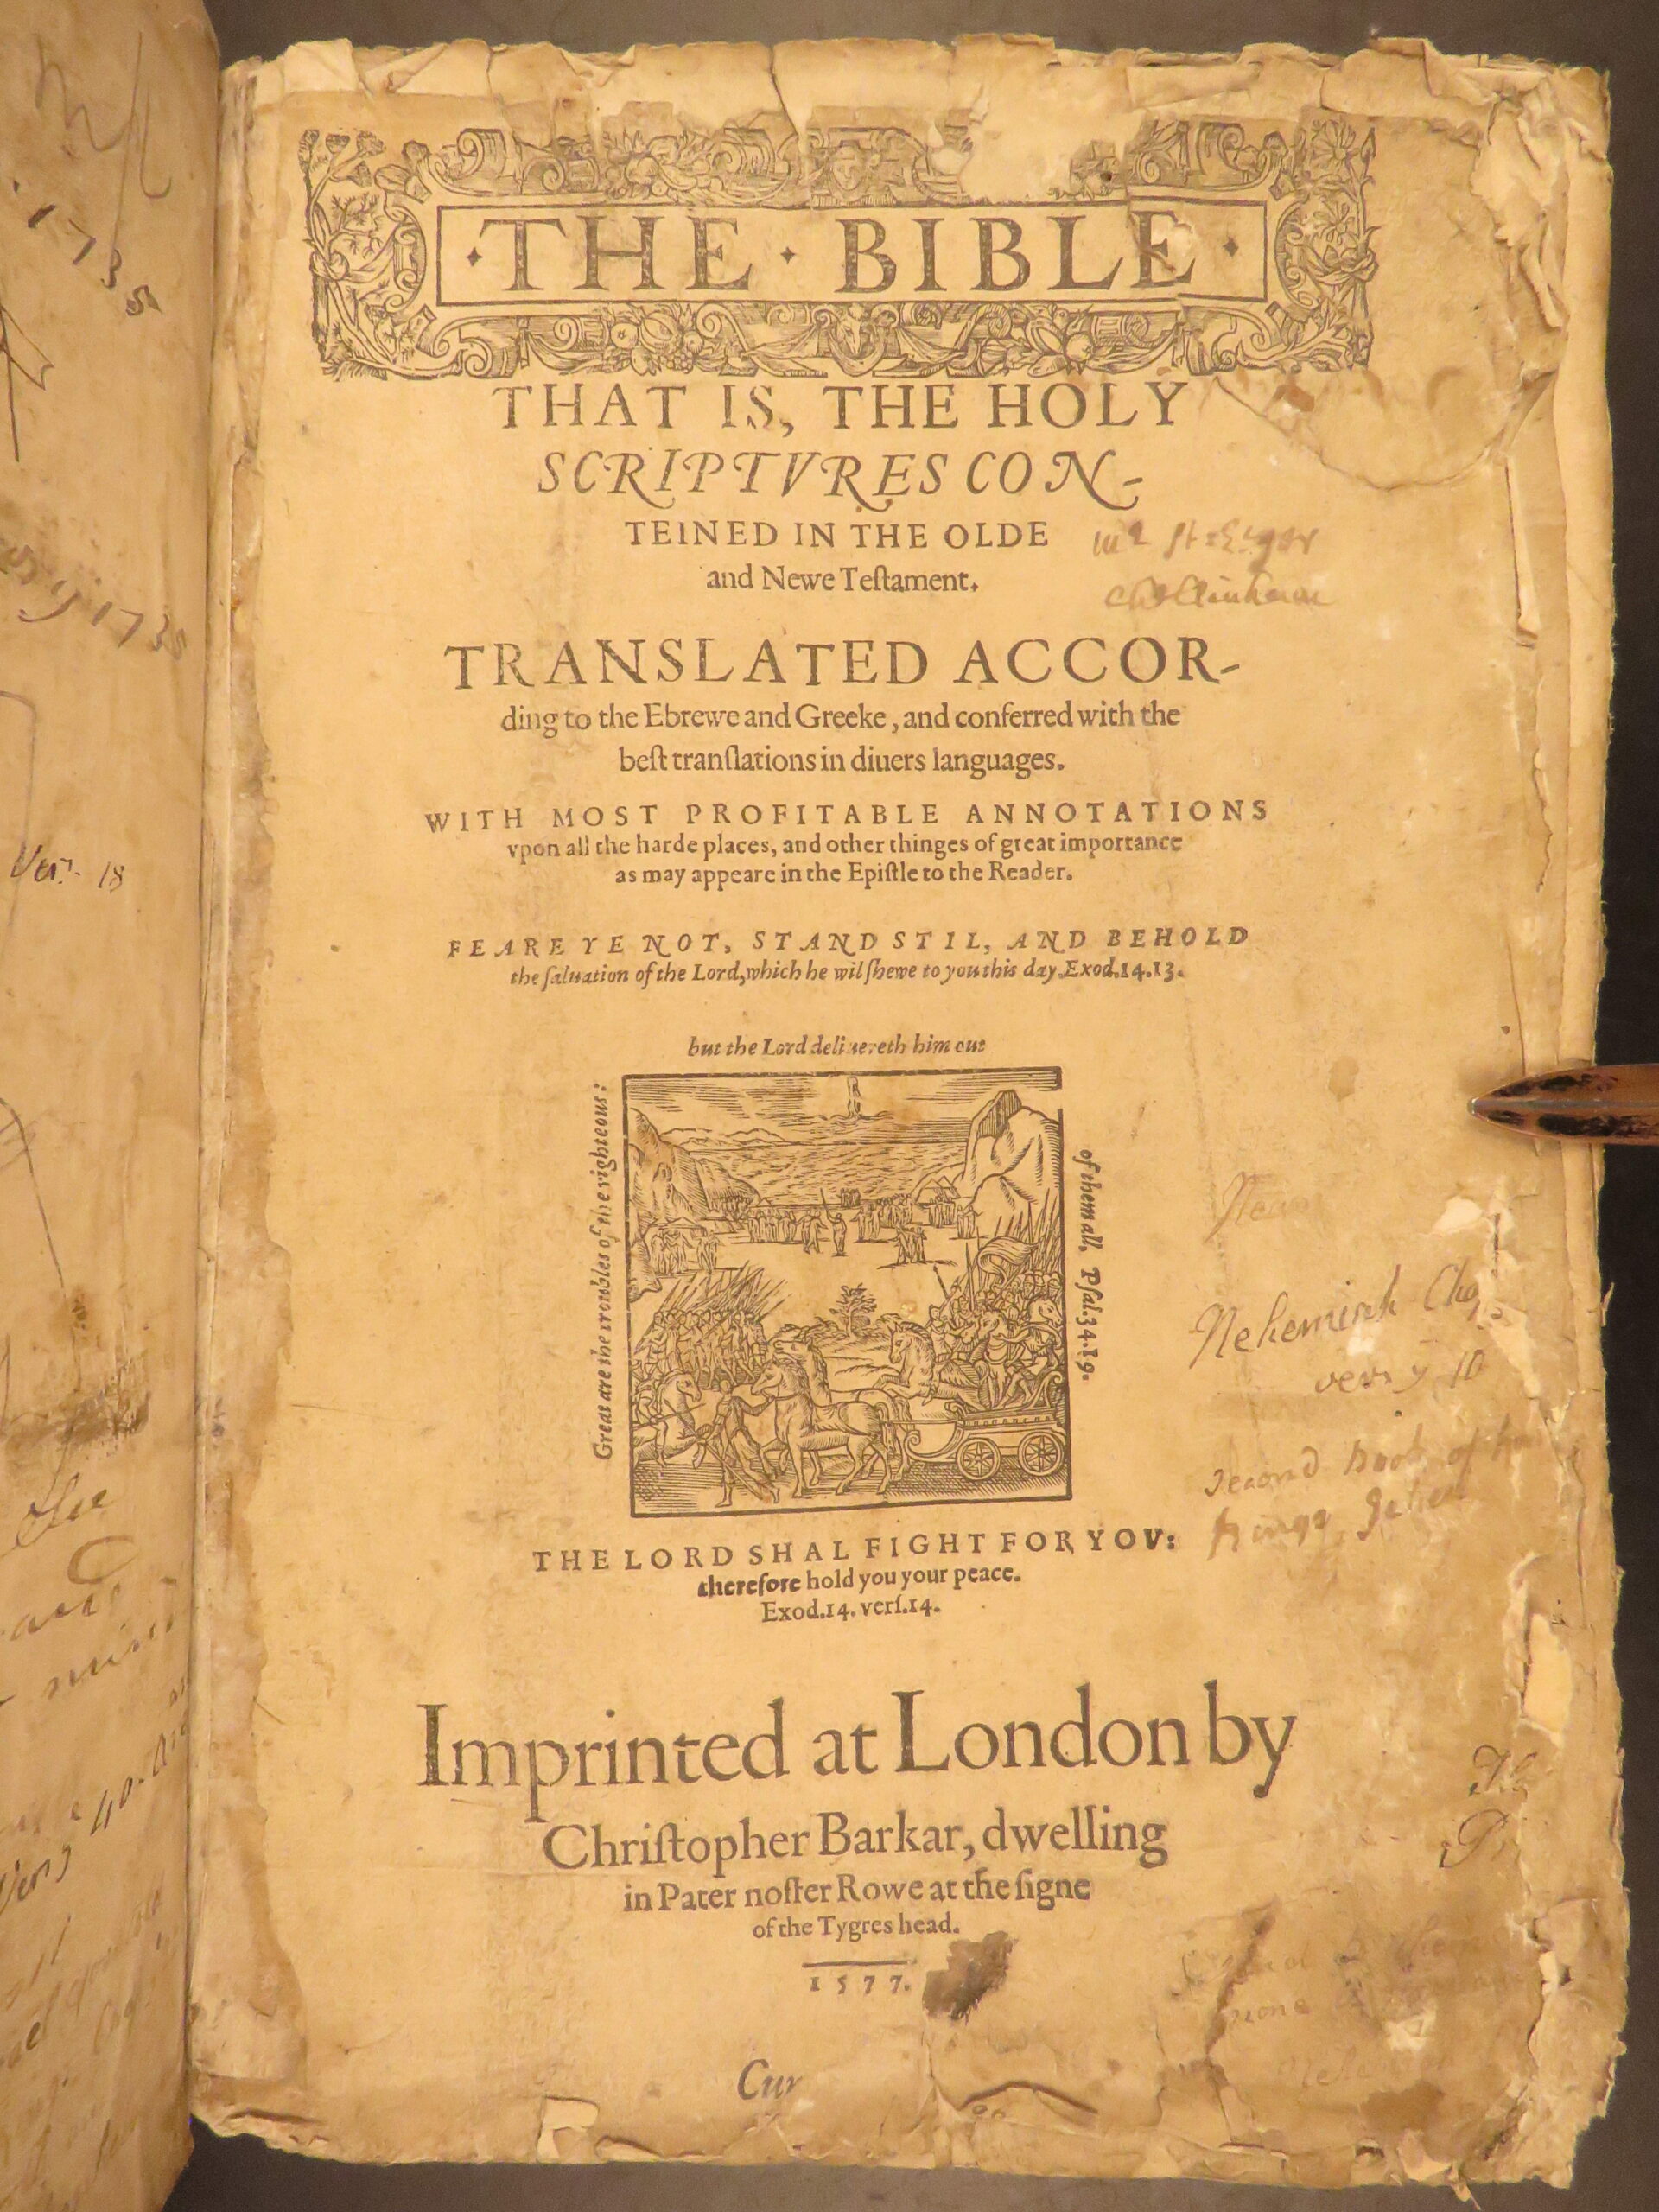 ·THE·BIBLE·
THAT IS, THE HOLY
SCRIPTVRES CON-
TEINED IN THE OLDE
and Newe Teſtament.
TRANSLATED ACCOR-
ding to the Ebrewe and Greeke, and conferred with the
beſt tranſlations in diuers languages.
WITH MOST PROFITABLE ANNOTATIONS
vpon all the harde places, and other thinges of great importance
as may appeare in the Epiſtle to the Reader.
FEARE YE NOT, STAND STIL, AND BEHOLD
the ſaluation of the Lord, which he wil ſhewe to you this day. Exod.14.13.
Great are the troubles of the righteous:
but the Lord deliuereth him out
of them all, Pſal.34.19.
Nehemiah
10
second book of
THE LORD SHAL FIGHT FOR YOV:
therefore hold you your peace.
Exod.14. verſ.14.
Imprinted at London by
Chriſtopher Barkar, dwelling
in Pater noſter Rowe at the ſigne
of the Tygres head.
1577.
Cur
1735
1735
Ver. 18